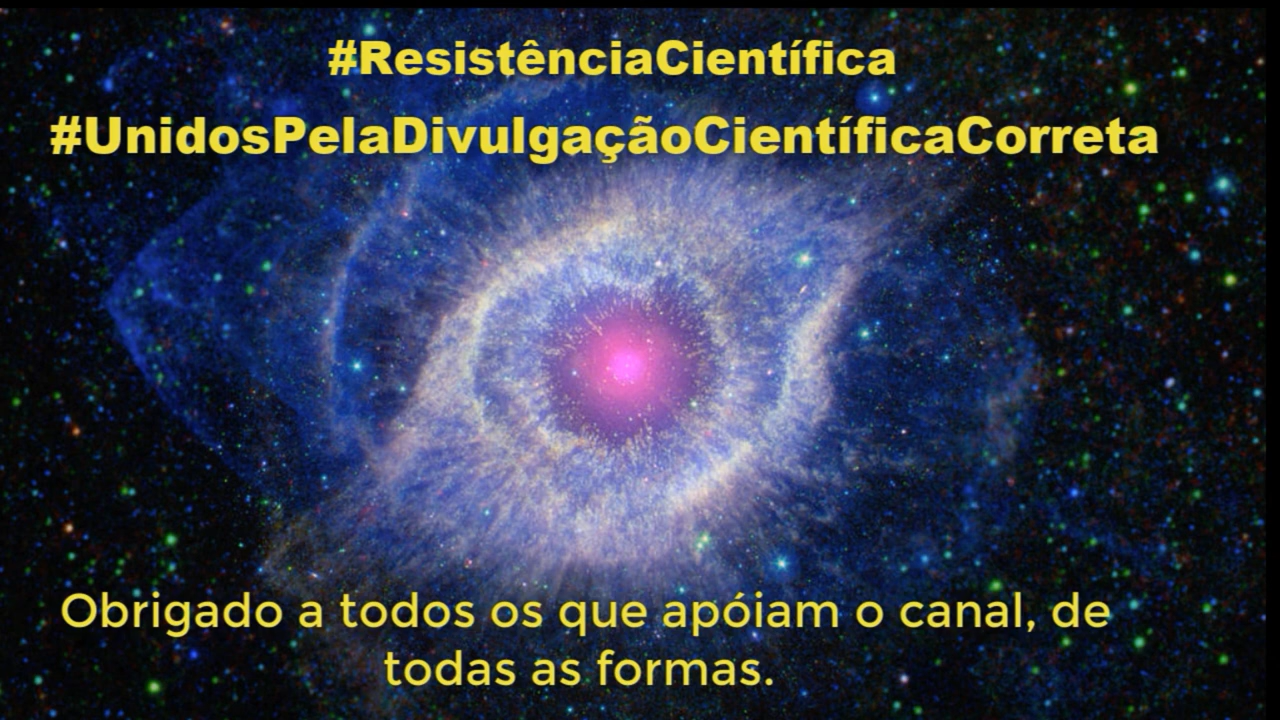 #ResistênciaCientífica
#UnidosPelaDivulgaçãoCientíficaCorreta
Obrigado a todos os que apóiam o canal, de
todas as formas.